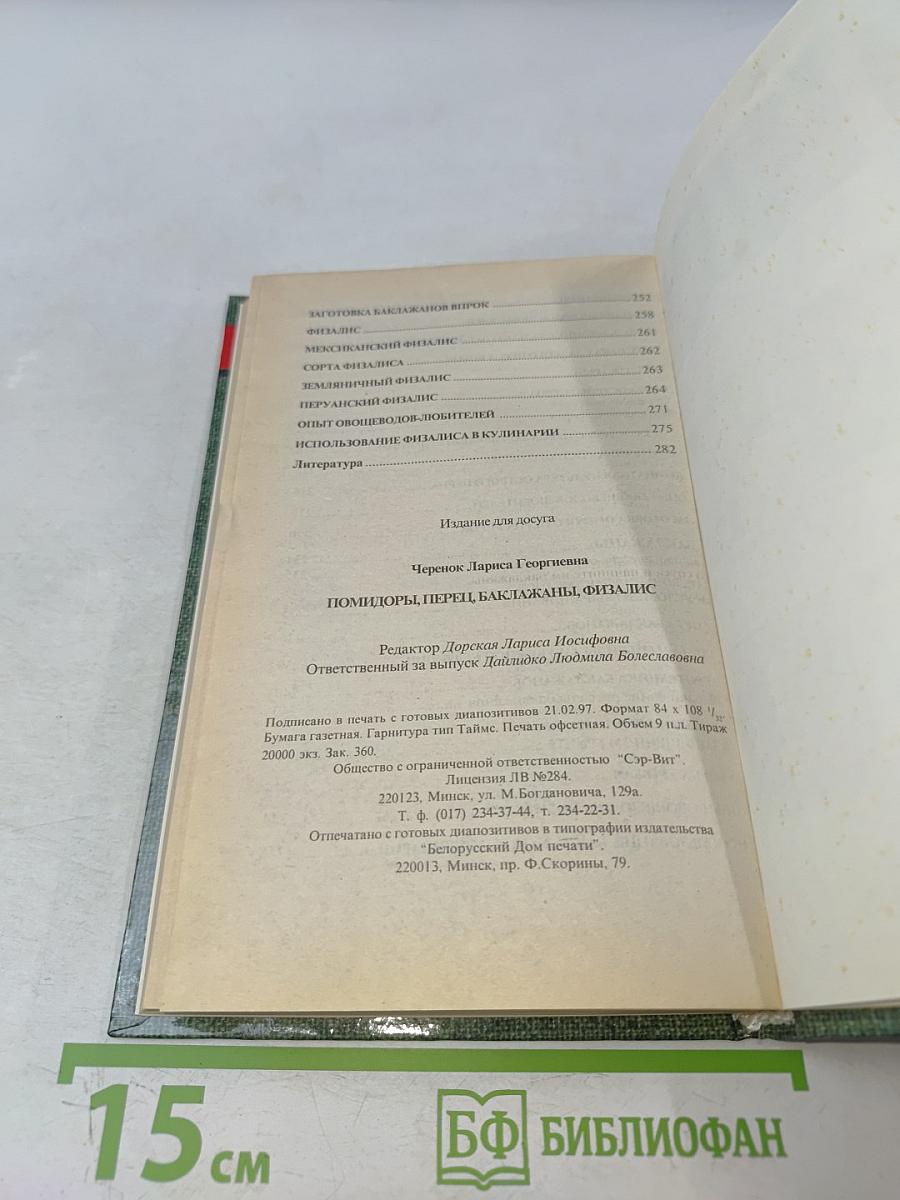 ЗАГОТОВКА БАКЛАЖАНОВ ВПРОК ........ 252
ФИЗАЛИС ........ 258
МЕКСИКАНСКИЙ ФИЗАЛИС ........ 261
СОРТА ФИЗАЛИСА ........ 262
ЗЕМЛЯНИЧНЫЙ ФИЗАЛИС ........ 263
ПЕРУАНСКИЙ ФИЗАЛИС ........ 264
ОПЫТ ОВОЩЕВОДОВ-ЛЮБИТЕЛЕЙ ........ 271
ИСПОЛЬЗОВАНИЕ ФИЗАЛИСА В КУЛИНАРИИ ........ 275
Литература ........ 282
Издание для досуга
Черенок Лариса Георгиевна
ПОМИДОРЫ, ПЕРЕЦ, БАКЛАЖАНЫ, ФИЗАЛИС
Редактор Дорская Лариса Иосифовна
Ответственный за выпуск Дайлидко Людмила Болеславовна
Подписано в печать с готовых диапозитивов 21.02.97. Формат 84 х 108 1/32.
Бумага газетная. Гарнитура тип Таймс. Печать офсетная. Объем 9 п.л. Тираж
20000 экз. Зак. 360.
Общество с ограниченной ответственностью "Сэр-Вит".
Лицензия ЛВ №284.
220123, Минск, ул. М.Богдановича, 129а.
Т. ф. (017) 234-37-44, т. 234-22-31.
Отпечатано с готовых диапозитивов в типографии издательства
"Белорусский Дом печати".
220013, Минск, пр. Ф.Скорины, 79.
15 см
БФ БИБЛИОФАН